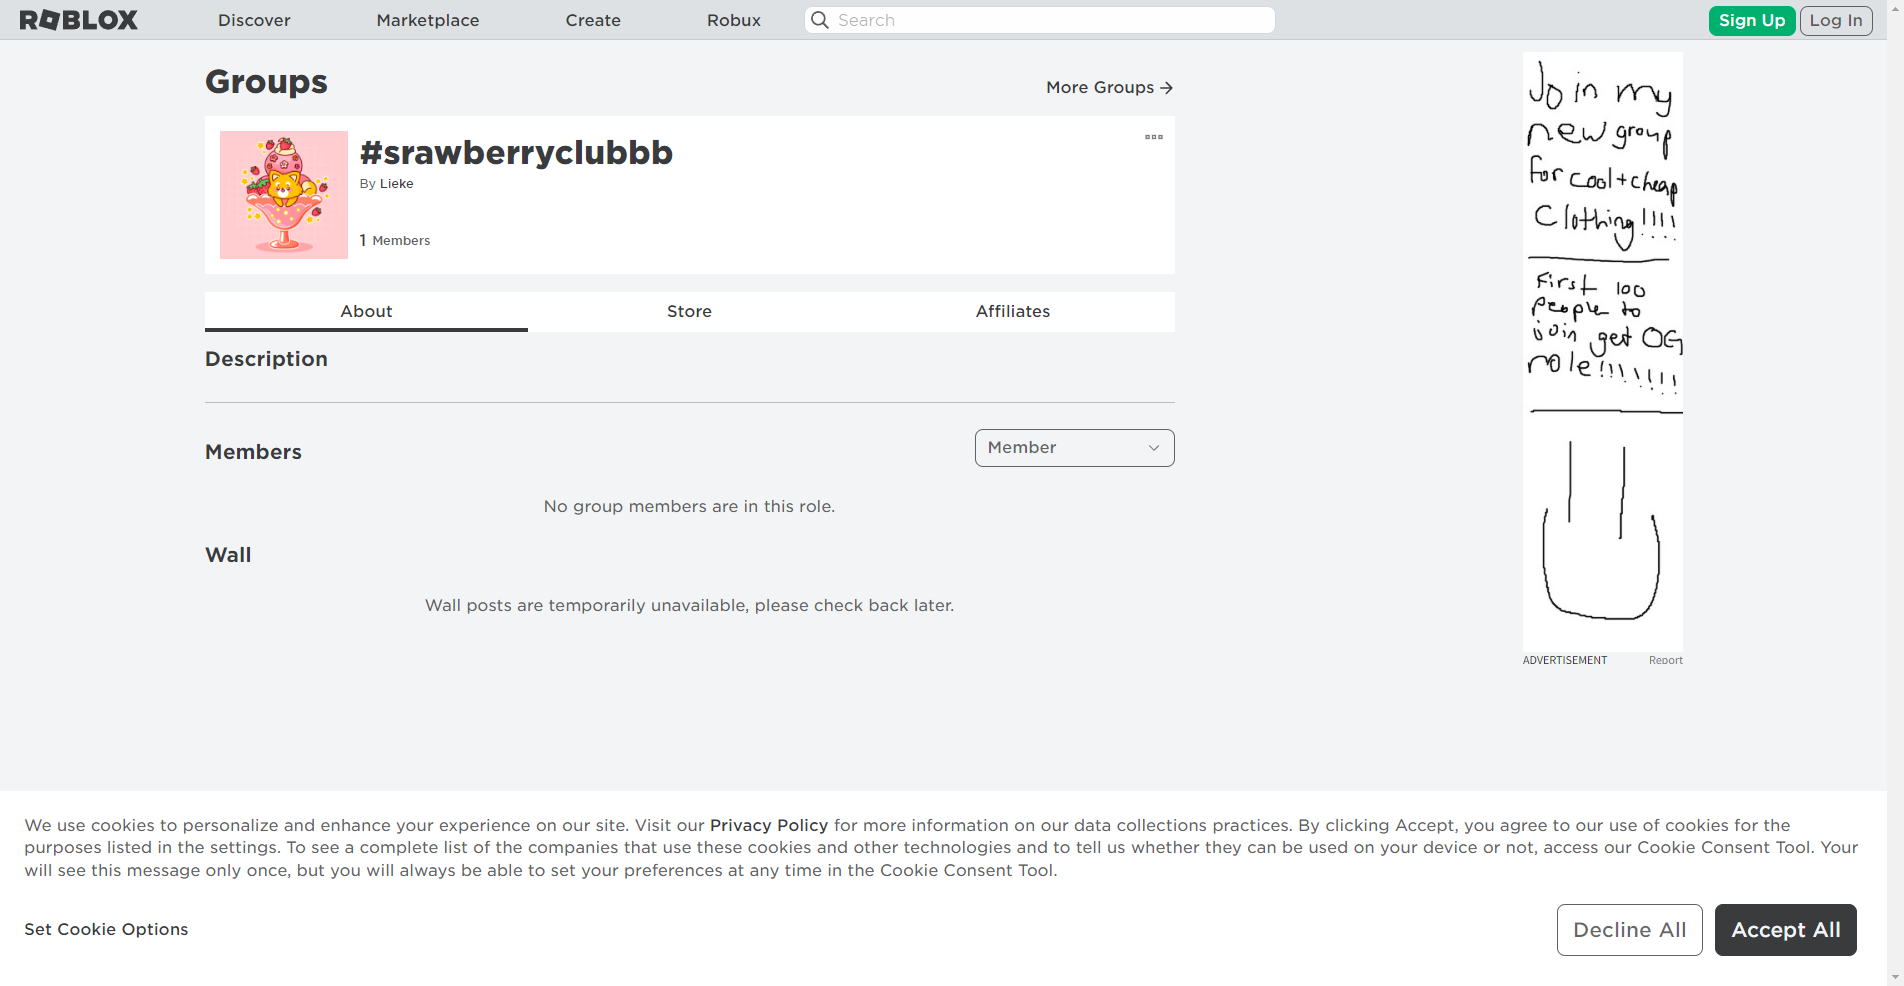 ROBLOX
Discover
Marketplace
Create
Robux
Search
Sign Up
Log In
Groups
More Groups
#srawberryclubbb
By Lieke
1 Members
About
Store
Affiliates
Description
Members
Member
No group members are in this role.
Wall
Wall posts are temporarily unavailable, please check back later.
Join my
new group
for cool+cheap
Clothing!!!!
First 100
people to
join get OG
role!!!!!!!!
ADVERTISEMENT
Report
We use cookies to personalize and enhance your experience on our site. Visit our Privacy Policy for more information on our data collections practices. By clicking Accept, you agree to our use of cookies for the
purposes listed in the settings. To see a complete list of the companies that use these cookies and other technologies and to tell us whether they can be used on your device or not, access our Cookie Consent Tool. Your
will see this message only once, but you will always be able to set your preferences at any time in the Cookie Consent Tool.
Set Cookie Options
Decline All
Accept All